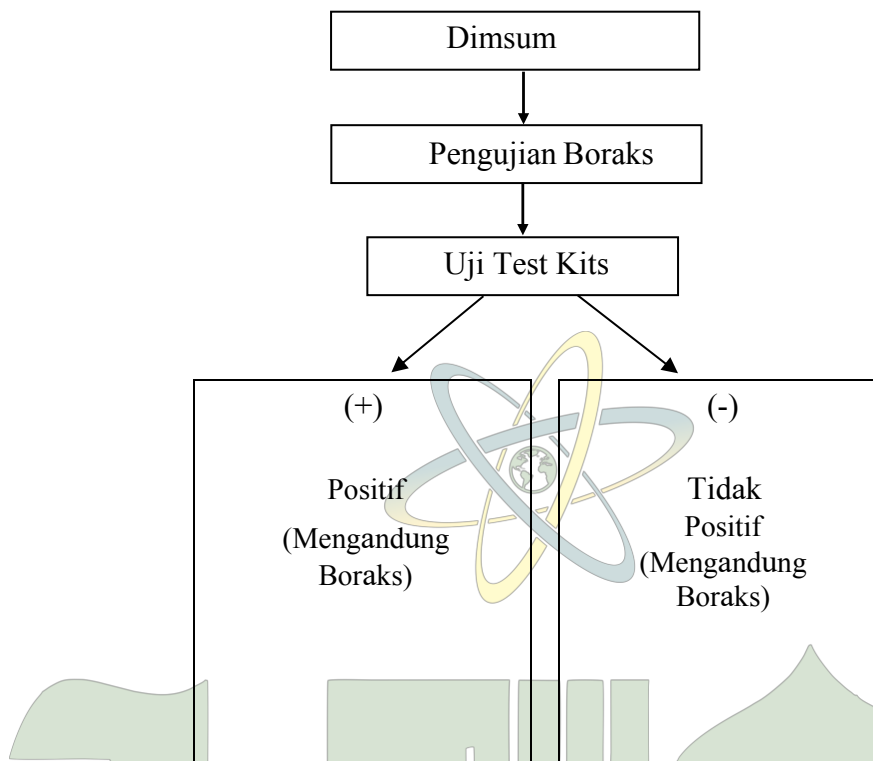 Dimsum
Pengujian Boraks
Uji Test Kits
(+)
Positif
(Mengandung
Boraks)
(-)
Tidak
Positif
(Mengandung
Boraks)